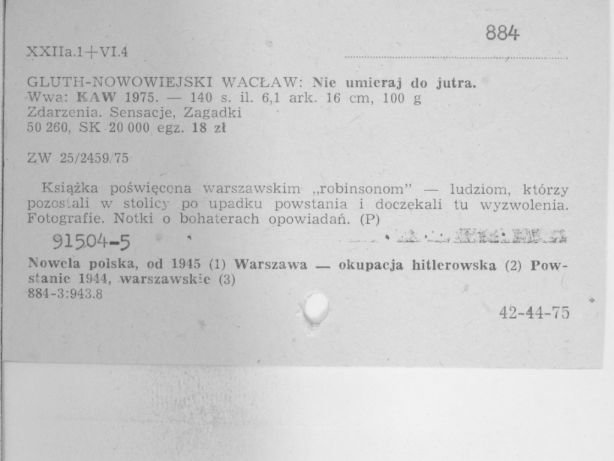 884
XXIIa.1+VI.4
GLUTH-NOWOWIEJSKI WACŁAW: Nie umieraj do jutra.
Wwa: KAW 1975. — 140 s. il. 6,1 ark. 16 cm, 100 g
Zdarzenia. Sensacje, Zagadki
50 260, SK 20 000 egz. 18 zł
ZW 25/2459/75
Książka poświęcona warszawskim „robinsonom” — ludziom, którzy
pozostali w stolicy po upadku powstania i doczekali tu wyzwolenia.
Fotografie. Notki o bohaterach opowiadań. (P)
91504-5
Nowela polska, od 1945 (1) Warszawa — okupacja hitlerowska (2) Pow-
stanie 1944, warszawskie (3)
884-3:943.8
42-44-75